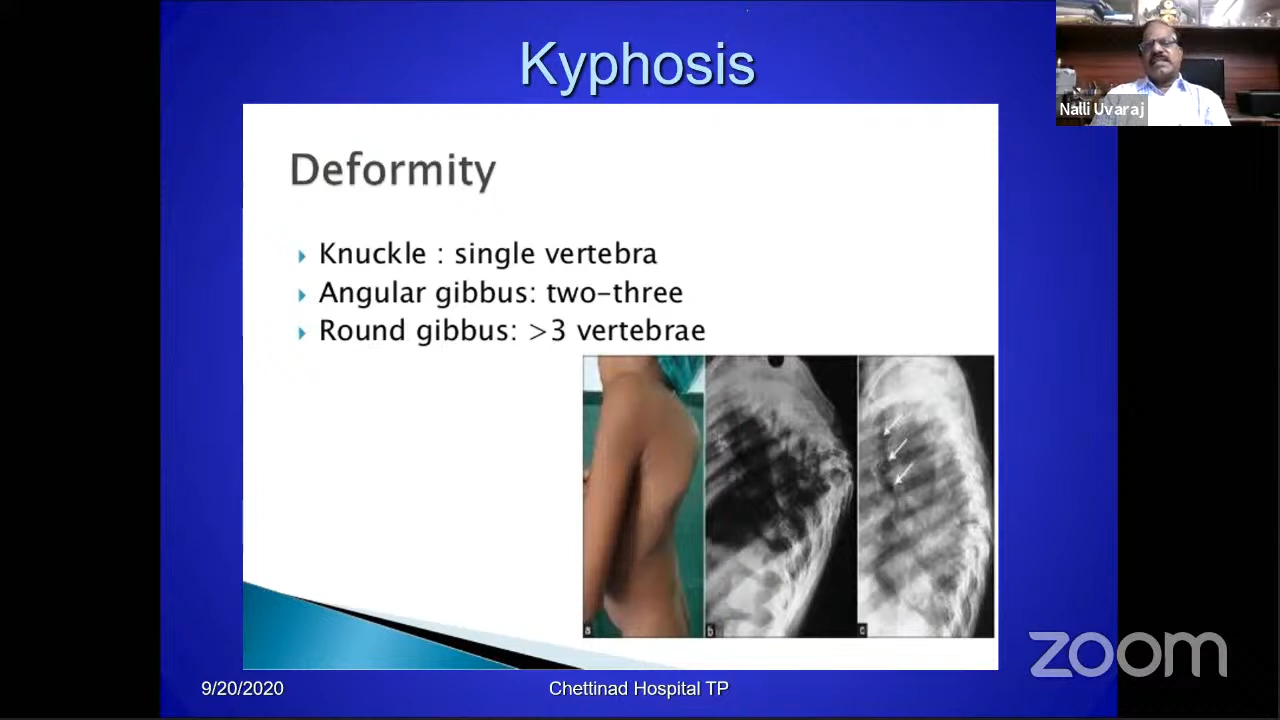 Kyphosis
Nalli Uvaraj
Deformity
Knuckle : single vertebra
Angular gibbus: two-three
Round gibbus: >3 vertebrae
a
b
c
zoom
9/20/2020
Chettinad Hospital TP